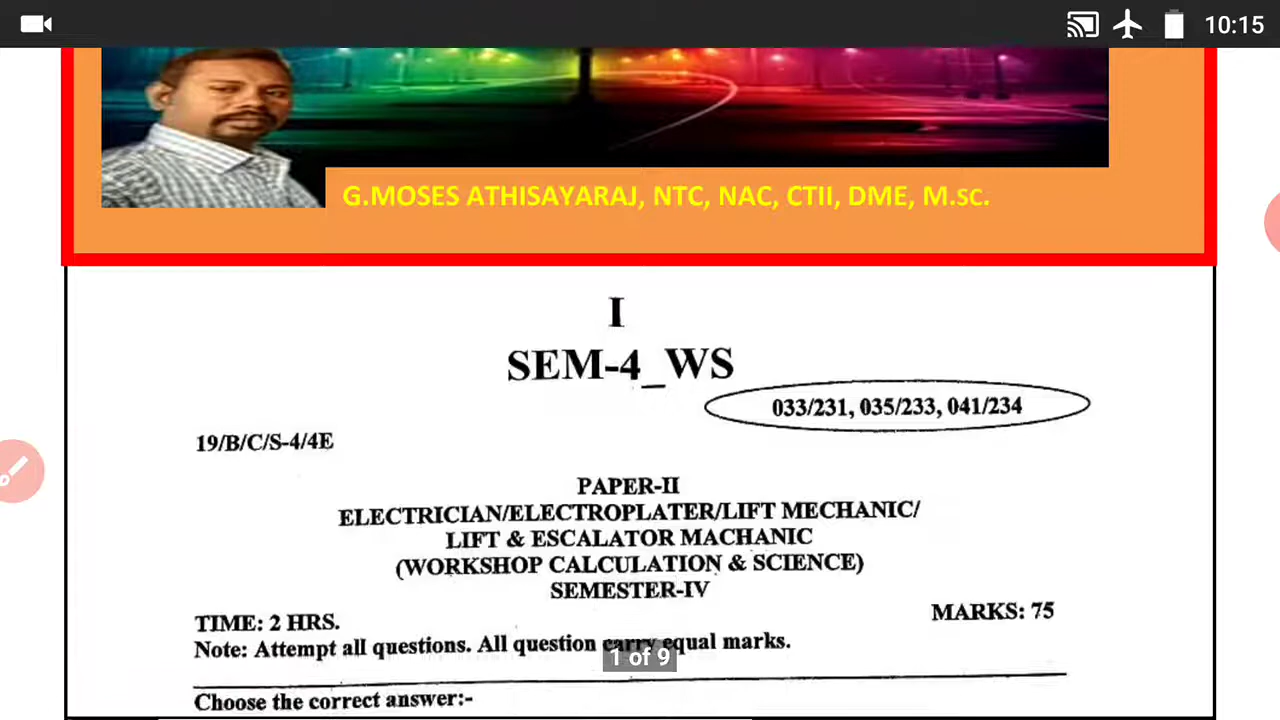 10:15
G.MOSES ATHISAYARAJ, NTC, NAC, CTII, DME, M.SC.
I
SEM-4_WS
033/231, 035/233, 041/234
19/B/C/S-4/4E
PAPER-II
ELECTRICIAN/ELECTROPLATER/LIFT MECHANIC/
LIFT & ESCALATOR MACHANIC
(WORKSHOP CALCULATION & SCIENCE)
SEMESTER-IV
TIME: 2 HRS.
MARKS: 75
Note: Attempt all questions. All question carry equal marks.
1 of 9
Choose the correct answer:-